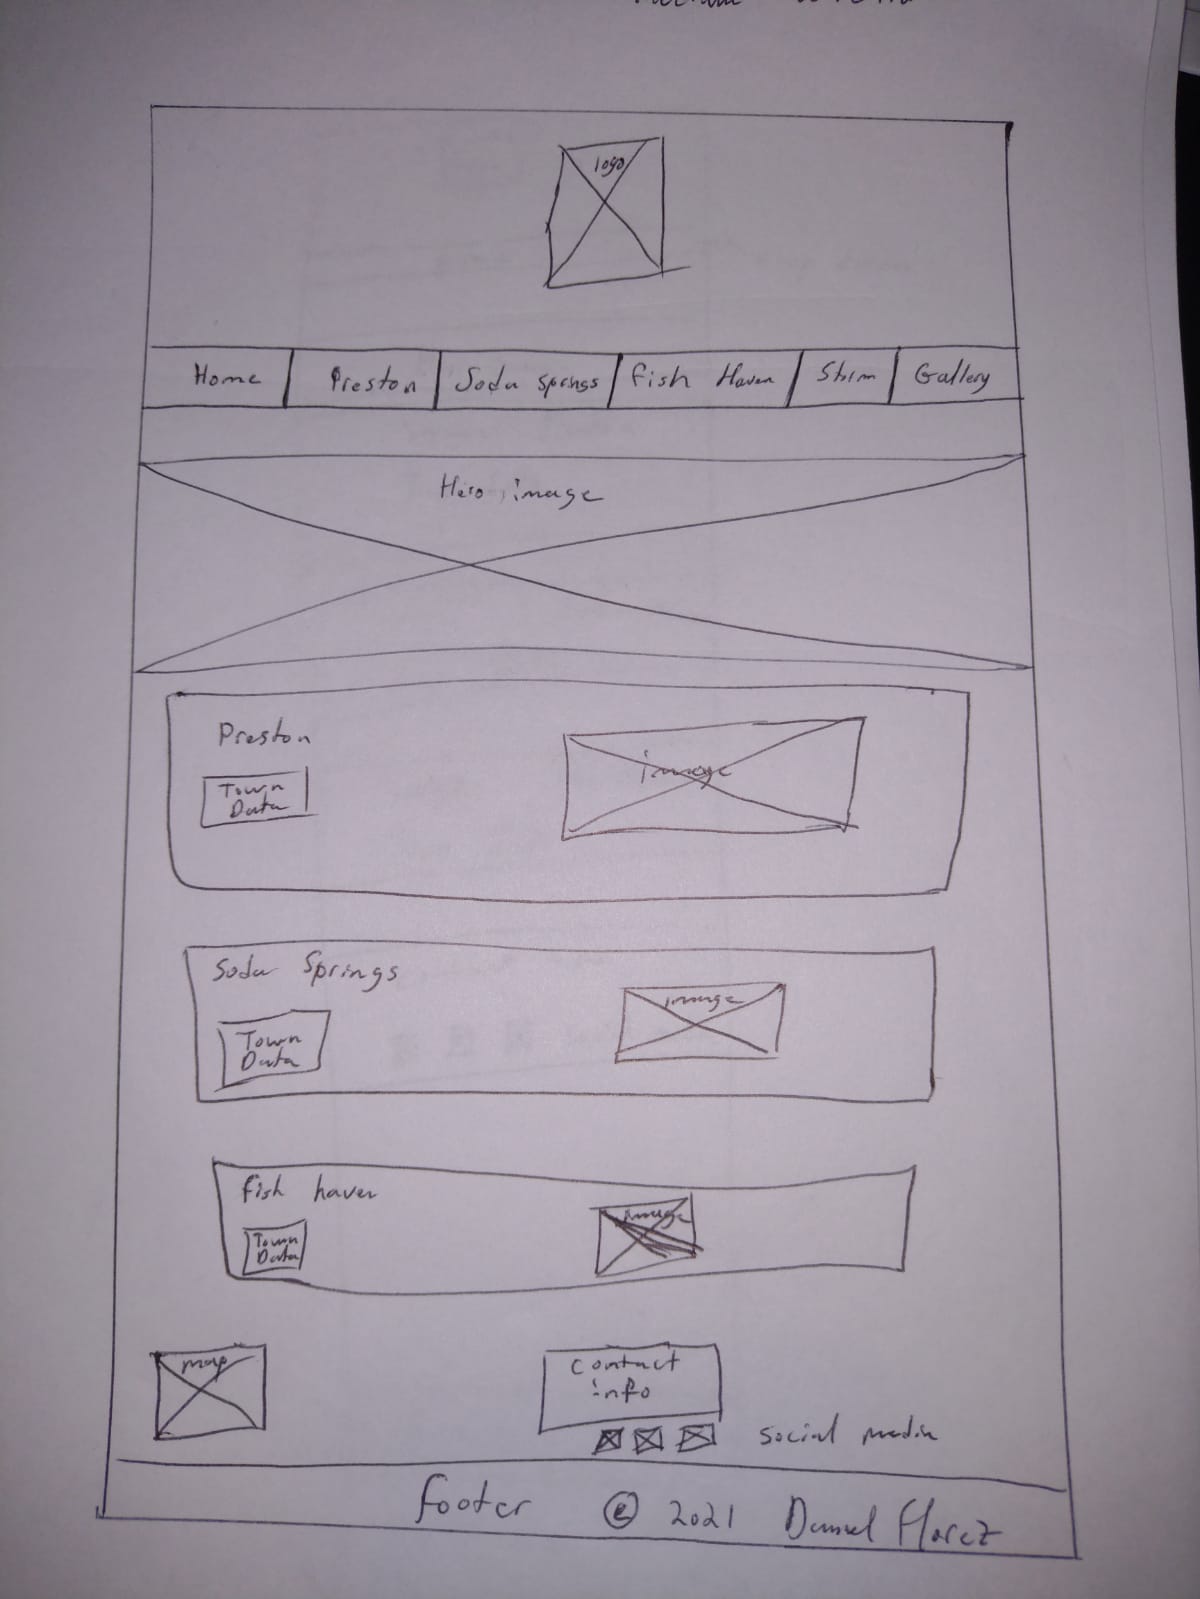 logo
Home Preston Soda Springs Fish Haven Storm Gallery
Hero image
Preston
Town
Data
image
Soda Springs
Town
Data
image
fish haven
Town
Data
image
map
contact
info
social media
footer © 2021 Daniel Florez